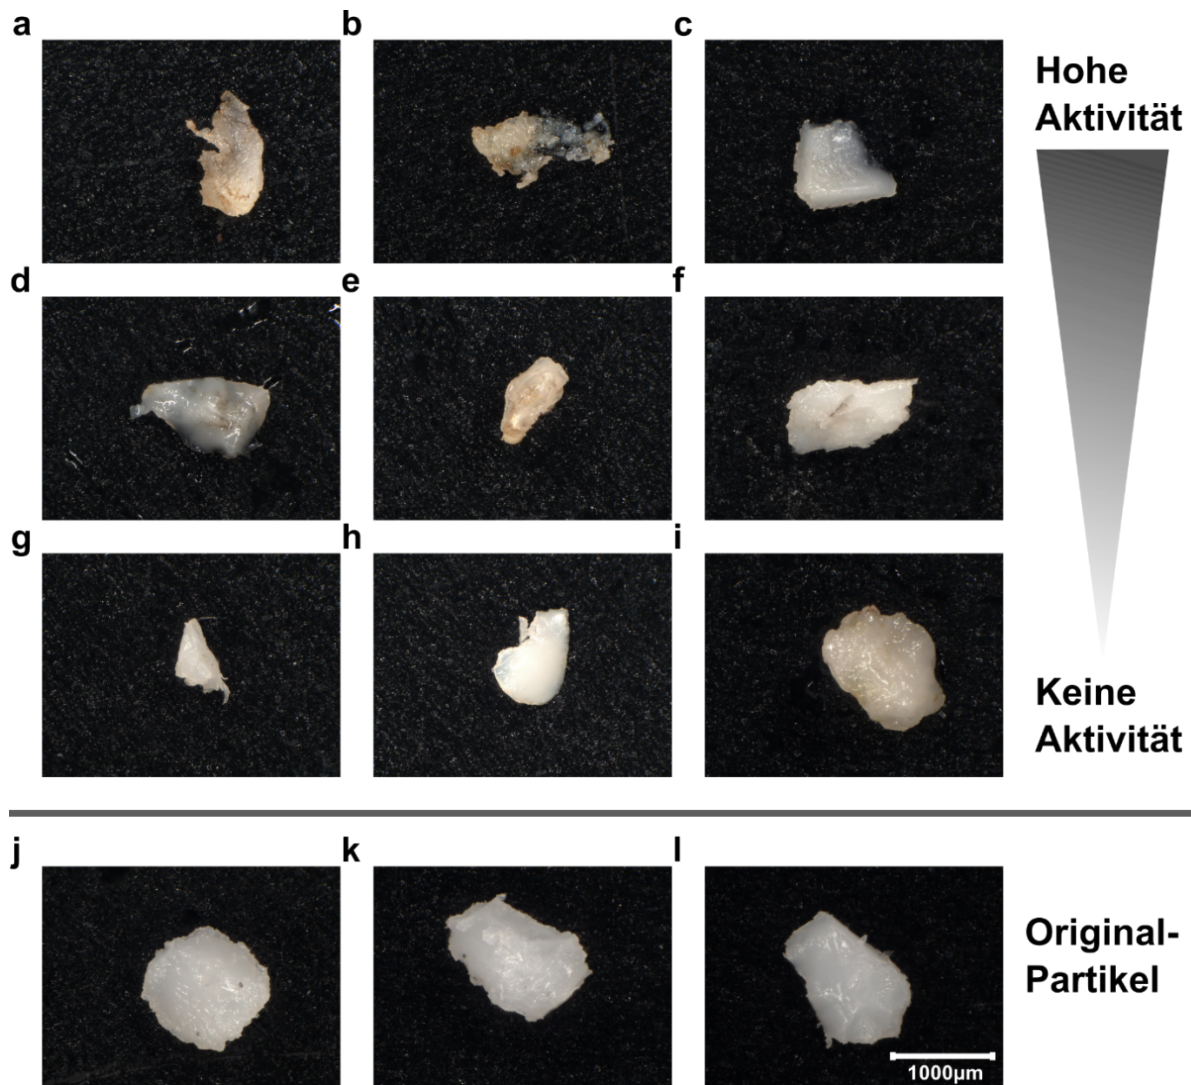 a
b
c
Hohe
Aktivität
d
e
f
g
h
i
Keine
Aktivität
j
k
l
Original-
Partikel
1000µm